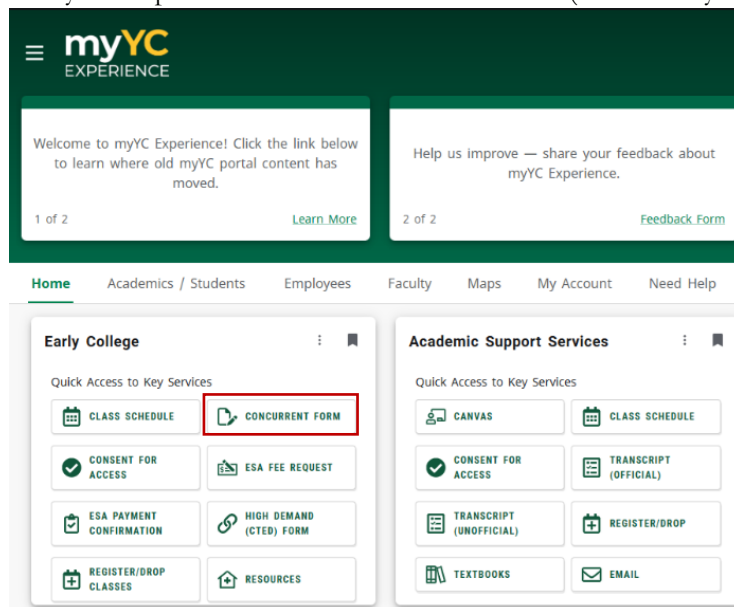 myYC
EXPERIENCE
Welcome to myYC Experience! Click the link below
to learn where old myYC portal content has
moved.
1 of 2
Learn More
Help us improve — share your feedback about
myYC Experience.
2 of 2
Feedback Form
Home Academics / Students Employees Faculty Maps My Account Need Help
Early College
Quick Access to Key Services
CLASS SCHEDULE
CONCURRENT FORM
CONSENT FOR
ACCESS
ESA FEE REQUEST
ESA PAYMENT
CONFIRMATION
HIGH DEMAND
(CTED) FORM
REGISTER/DROP
CLASSES
RESOURCES
Academic Support Services
Quick Access to Key Services
CANVAS
CLASS SCHEDULE
CONSENT FOR
ACCESS
TRANSCRIPT
(OFFICIAL)
TRANSCRIPT
(UNOFFICIAL)
REGISTER/DROP
TEXTBOOKS
EMAIL